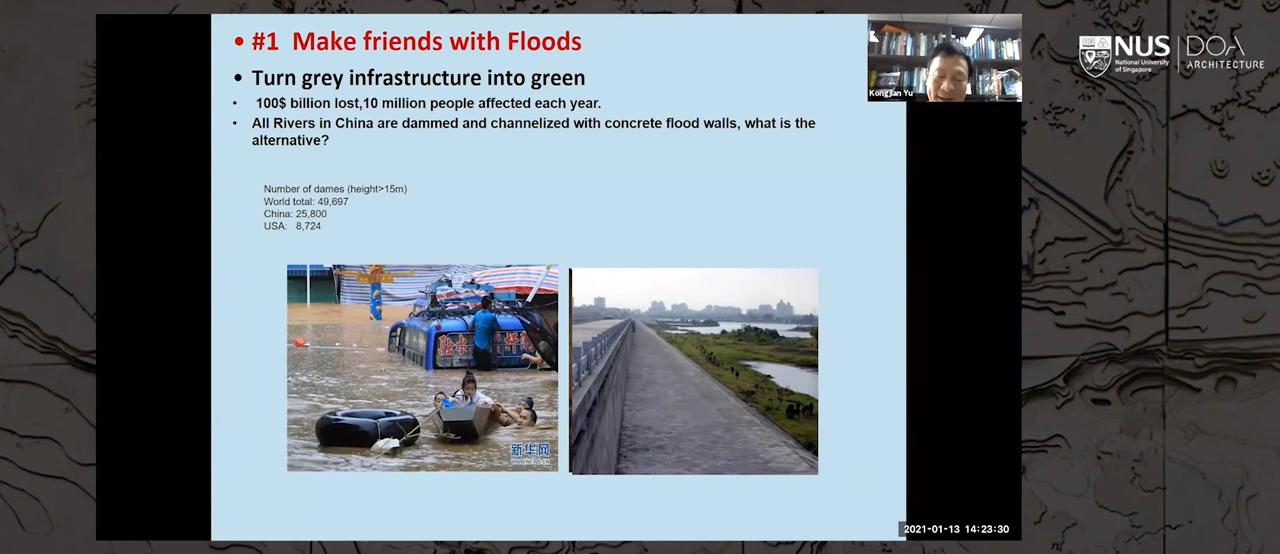 • #1 Make friends with Floods
• Turn grey infrastructure into green
• 100$ billion lost,10 million people affected each year.
• All Rivers in China are dammed and channelized with concrete flood walls, what is the
alternative?
Number of dames (height>15m)
World total: 49,697
China: 25,800
USA: 8,724
新华网
WWW.NEWS.CN
Kongjian Yu
NUS
National University
of Singapore
DOA
ARCHITECTURE
2021-01-13 14:23:30